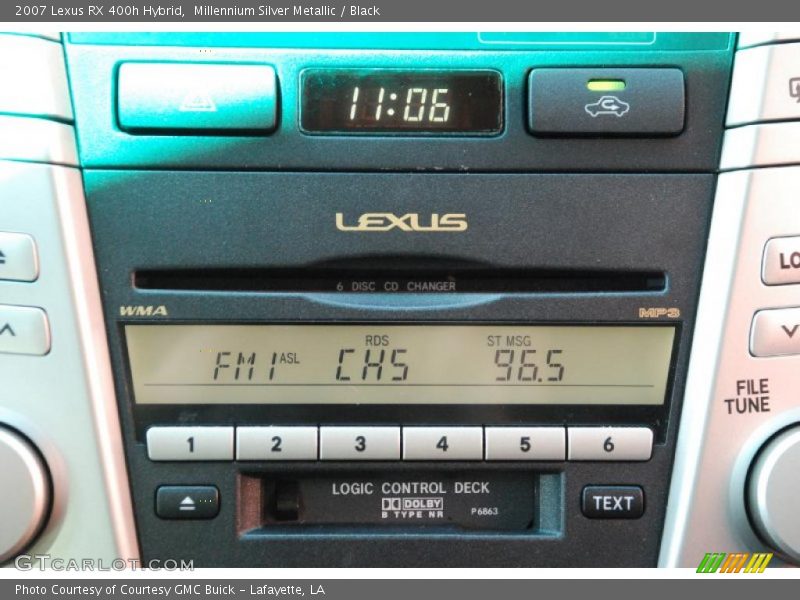 2007 Lexus RX 400h Hybrid, Millennium Silver Metallic / Black
11:06
LEXUS
6 DISC CD CHANGER
WMA MP3
RDS ST MSG
FM1 ASL CH5 96.5
FILE
TUNE
1 2 3 4 5 6
LOGIC CONTROL DECK
DOLBY
B TYPE NR
P6863
TEXT
GTcarlot.com
Photo Courtesy of Courtesy GMC Buick - Lafayette, LA